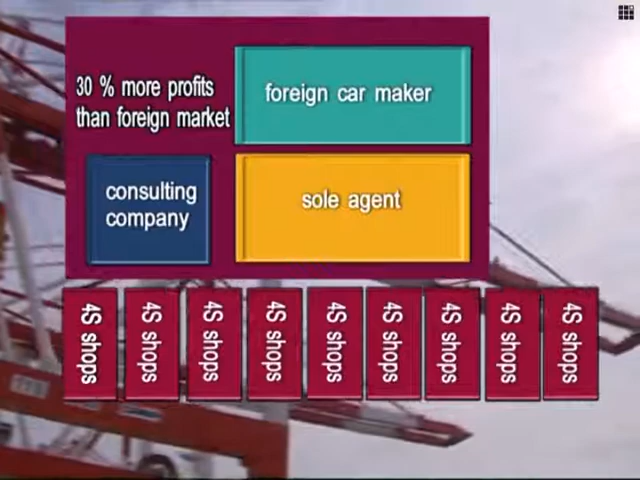 30 % more profits
than foreign market
foreign car maker
consulting
company
sole agent
4S shops
4S shops
4S shops
4S shops
4S shops
4S shops
4S shops
4S shops
4S shops